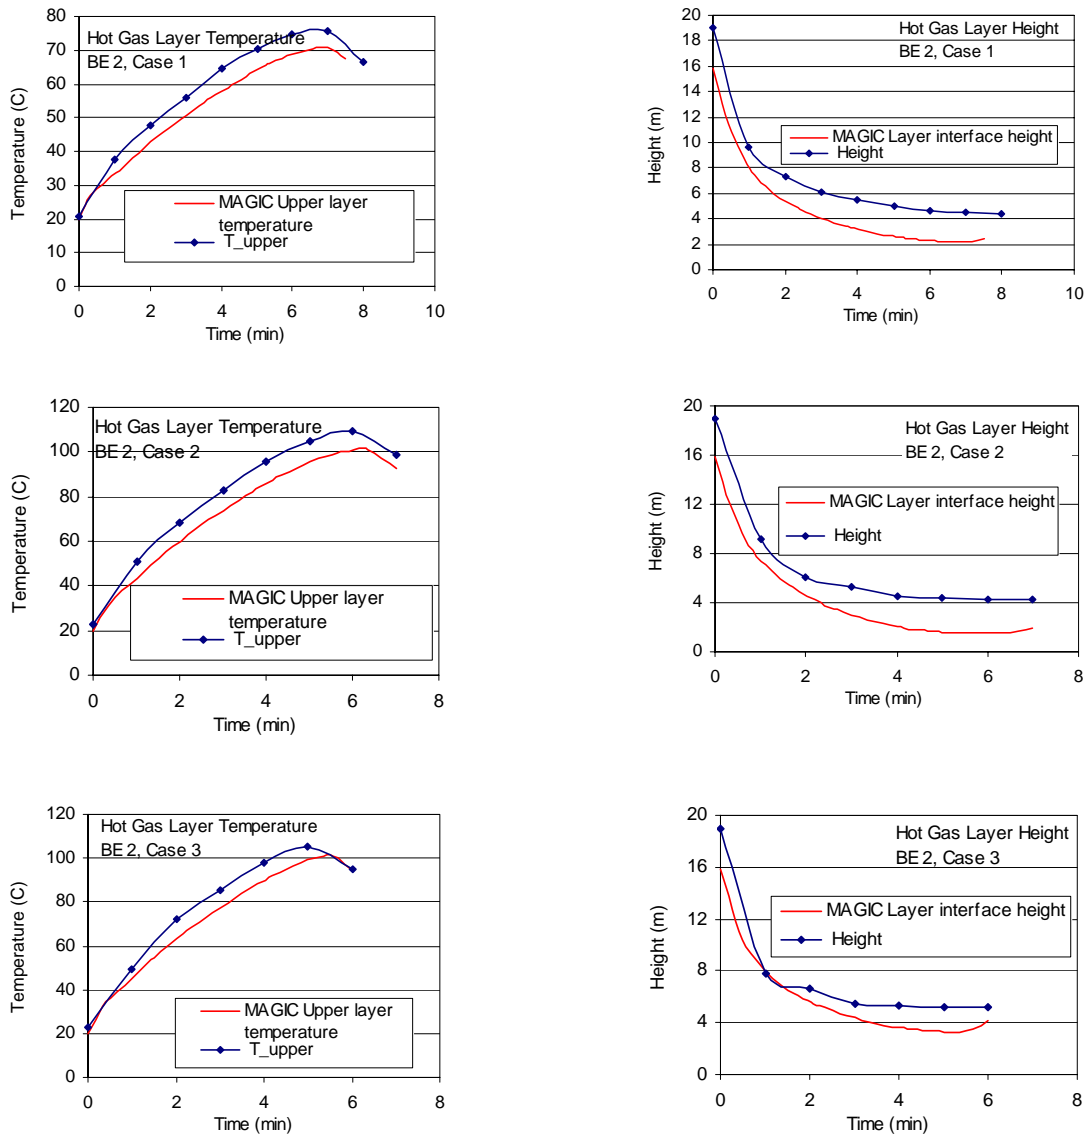 80
70
60
50
40
30
20
10
0
Temperature (C)
Hot Gas Layer Temperature
BE 2, Case 1
MAGIC Upper layer
temperature
T_upper
0 2 4 6 8 10
Time (min)
20
18
16
14
12
10
8
6
4
2
0
Height (m)
Hot Gas Layer Height
BE 2, Case 1
MAGIC Layer interface height
Height
0 2 4 6 8 10
Time (min)
120
100
80
60
40
20
0
Temperature (C)
Hot Gas Layer Temperature
BE 2, Case 2
MAGIC Upper layer
temperature
T_upper
0 2 4 6 8
Time (min)
20
16
12
8
4
0
Height (m)
Hot Gas Layer Height
BE 2, Case 2
MAGIC Layer interface height
Height
0 2 4 6 8
Time (min)
120
100
80
60
40
20
0
Temperature (C)
Hot Gas Layer Temperature
BE 2, Case 3
MAGIC Upper layer
temperature
T_upper
0 2 4 6 8
Time (min)
20
16
12
8
4
0
Height (m)
Hot Gas Layer Height
BE 2, Case 3
MAGIC Layer interface height
Height
0 2 4 6 8
Time (min)